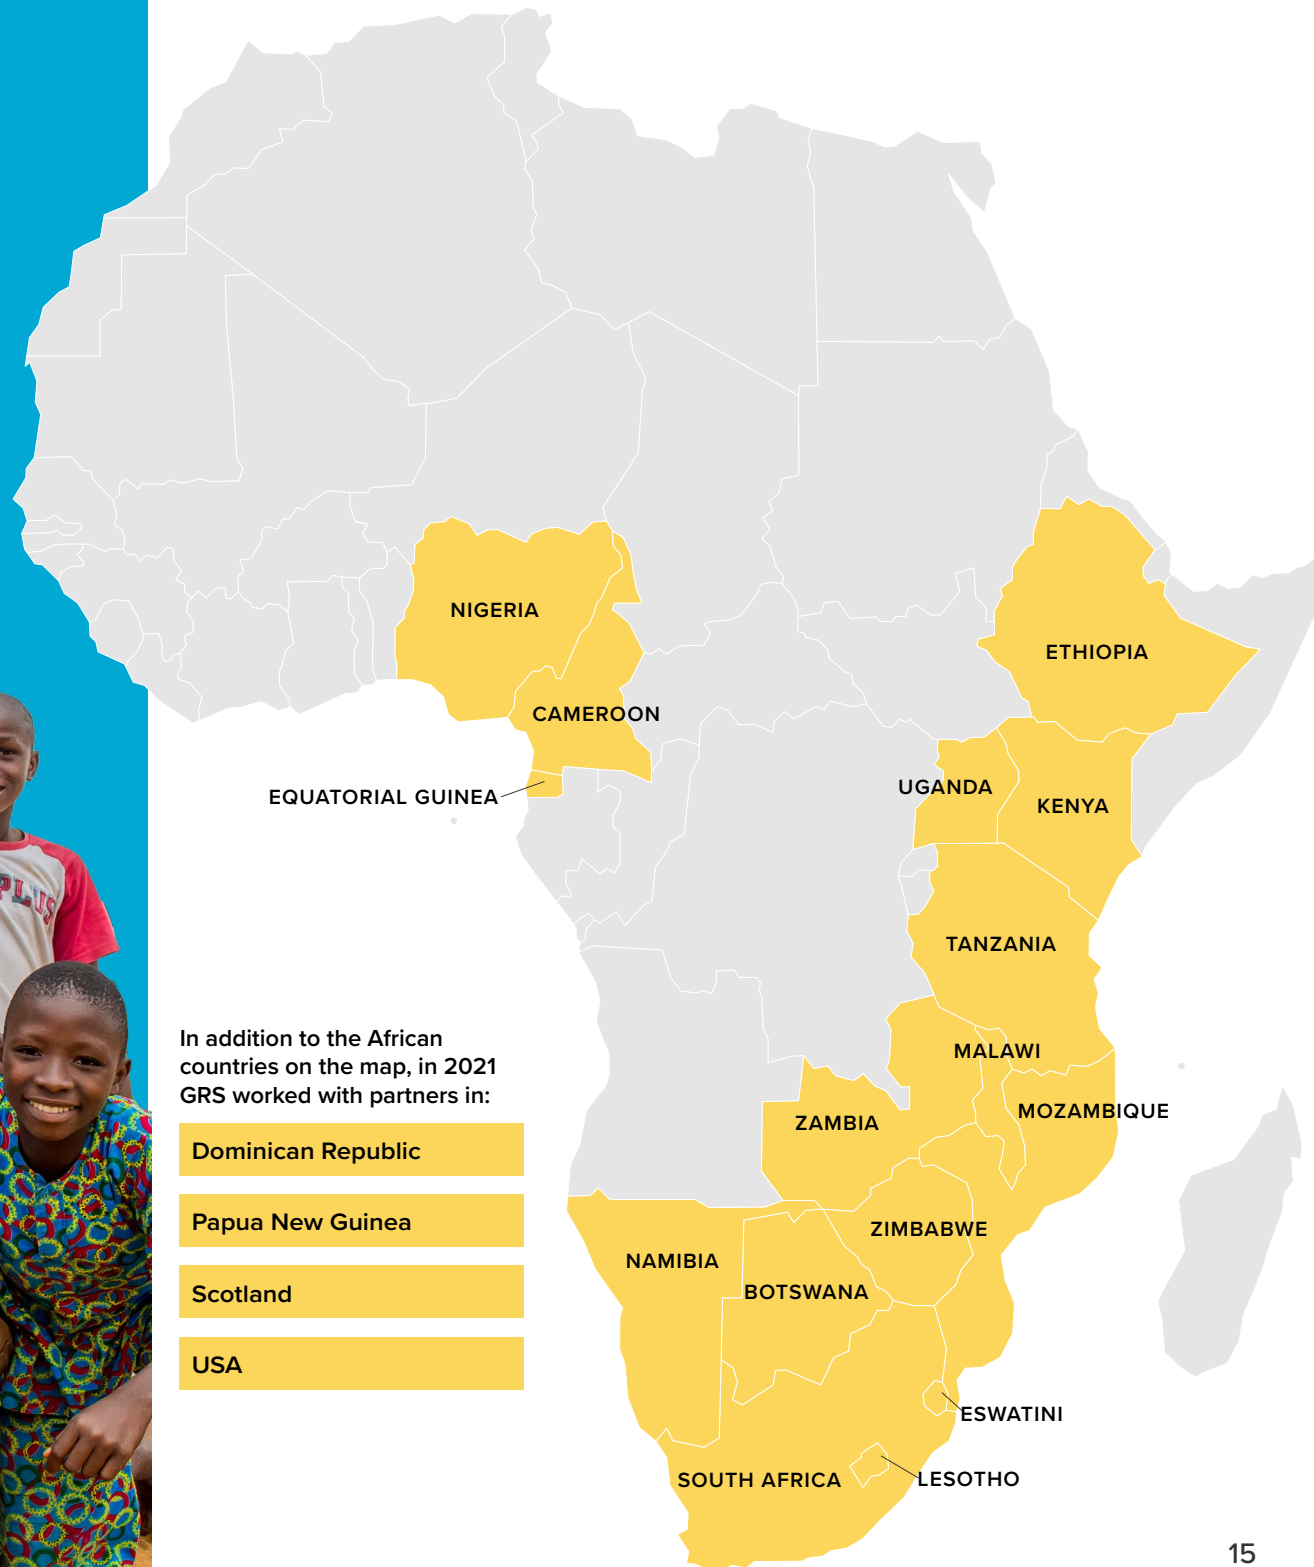 NIGERIA
ETHIOPIA
CAMEROON
UGANDA
EQUATORIAL GUINEA
KENYA
PLUS
TANZANIA
In addition to the African
countries on the map, in 2021
GRS worked with partners in:
Dominican Republic
Papua New Guinea
Scotland
USA
MALAWI
MOZAMBIQUE
ZAMBIA
ZIMBABWE
NAMIBIA
BOTSWANA
ESWATINI
SOUTH AFRICA
LESOTHO
15